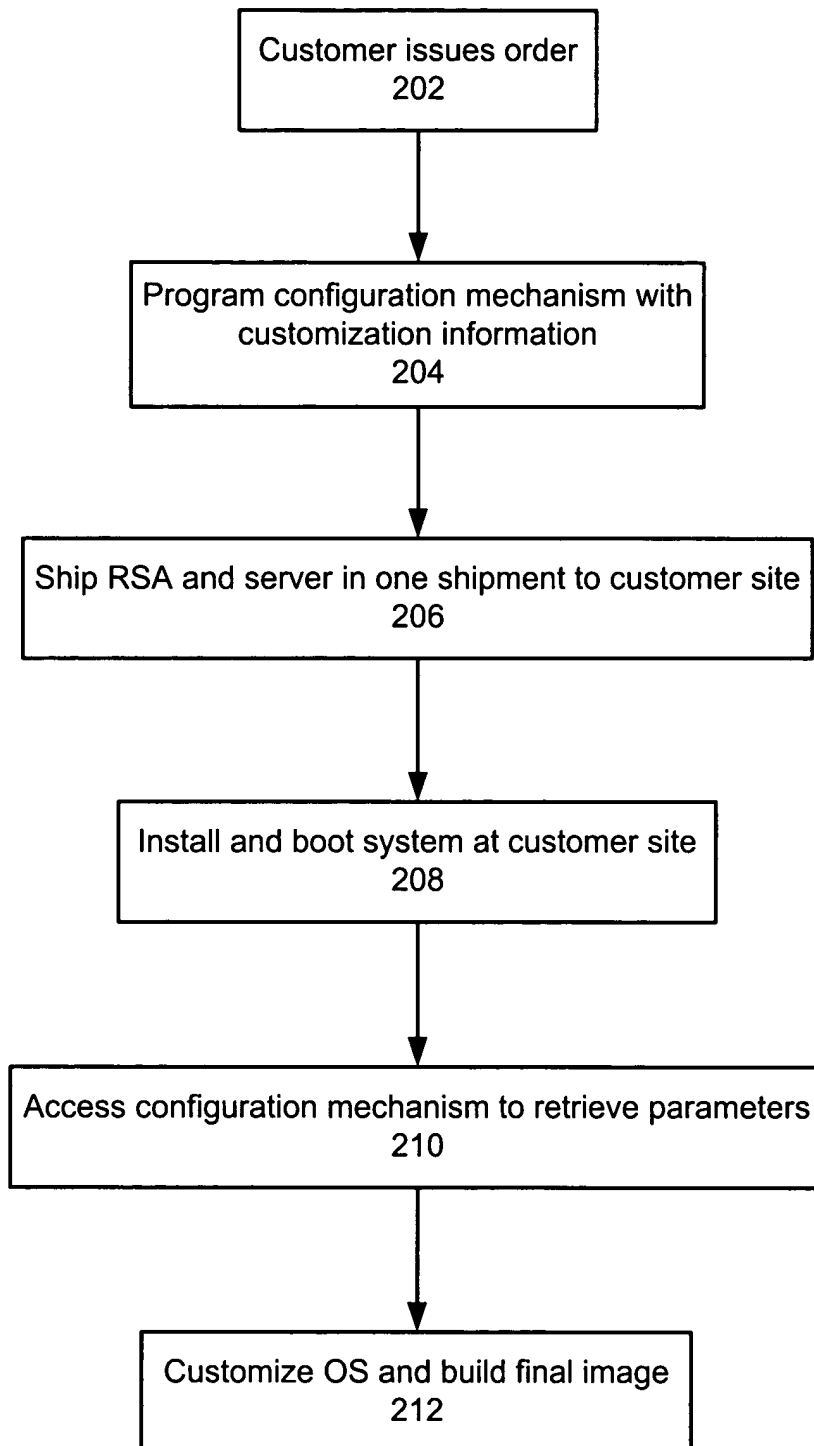 Customer issues order
202
Program configuration mechanism with
customization information
204
Ship RSA and server in one shipment to customer site
206
Install and boot system at customer site
208
Access configuration mechanism to retrieve parameters
210
Customize OS and build final image
212